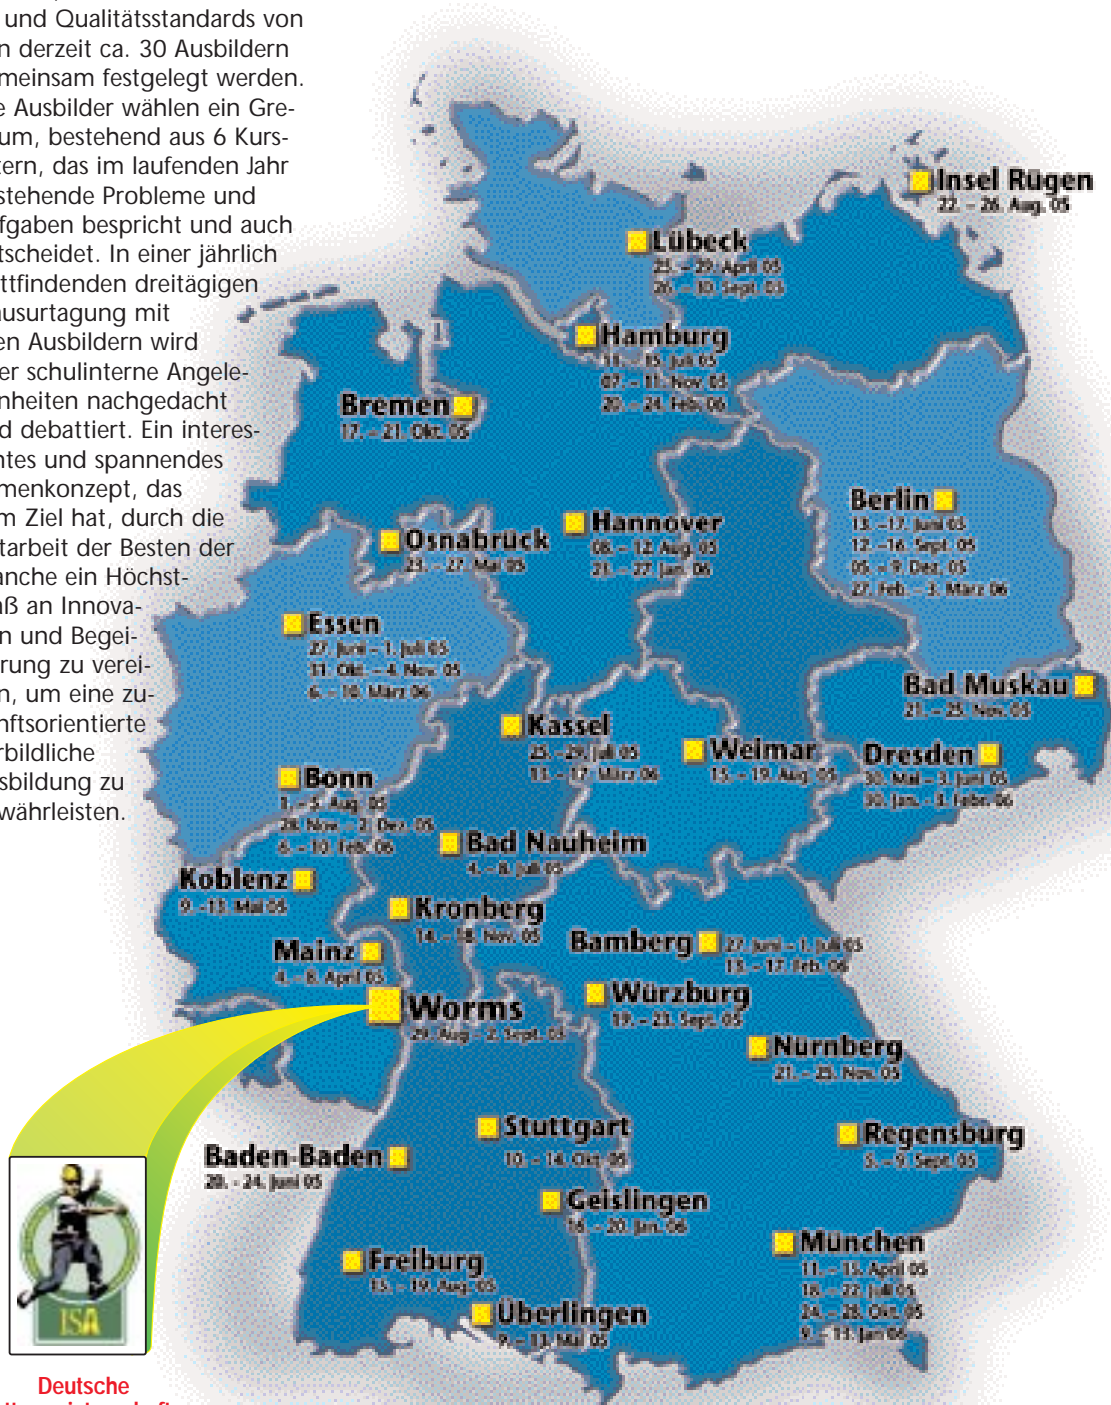 und Qualitätsstandards von
n derzeit ca. 30 Ausbildern
meinsam festgelegt werden.
e Ausbilder wählen ein Gre-
um, bestehend aus 6 Kurs-
tern, das im laufenden Jahr
stehende Probleme und
fgaben bespricht und auch
tscheidet. In einer jährlich
ttfindenden dreitägigen
ausurtagung mit
en Ausbildern wird
er schulinterne Angele-
nheiten nachgedacht
d debattiert. Ein interes-
ntes und spannendes
menkonzept, das
m Ziel hat, durch die
tarbeit der Besten der
anche ein Höchst-
aß an Innova-
n und Begei-
rung zu verei-
n, um eine zu-
nftsorientierte
rbildliche
sbildung zu
währleisten.
Insel Rügen
22. - 26. Aug. 05
Lübeck
25. - 29. April 05
26. - 30. Sept. 05
Hamburg
11. - 15. Juli 05
07. - 11. Nov. 05
20. - 24. Feb. 06
Bremen
17. - 21. Okt. 05
Berlin
13. -17. Juni 05
12. -16. Sept. 05
05. - 9. Dez. 05
27. Feb. - 3. März 06
Hannover
08. - 12. Aug. 05
23. - 27. Jan. 06
Osnabrück
23. - 27. Mai 05
Essen
27. Juni - 1. Juli 05
31. Okt. - 4. Nov. 05
6. - 10. März 06
Bad Muskau
21. - 25. Nov. 05
Kassel
25. -29. Juli 05
13. - 17. März 06
Weimar
15. - 19. Aug. 05
Dresden
30. Mai - 3. Juni 05
30. Jan. - 3. Febr. 06
Bonn
1. - 5. Aug. 05
28. Nov. - 2. Dez. 05
6. - 10. Feb. 06
Bad Nauheim
4. - 8. Juli 05
Koblenz
9. -13. Mai 05
Kronberg
14. - 18. Nov. 05
Bamberg
27. Juni - 1. Juli 05
13. - 17. Feb. 06
Mainz
4. - 8. April 05
Würzburg
19. - 23. Sept. 05
Worms
29. Aug - 2. Sept. 05
Nürnberg
21. - 25. Nov. 05
Stuttgart
10. - 14. Okt. 05
Regensburg
5. - 9. Sept. 05
Baden-Baden
20. - 24. Juni 05
Geislingen
16. - 20. Jan. 06
München
11. - 15. April 05
18. - 22. Juli 05
24. - 28. Okt. 05
9. - 13. Jan 06
Freiburg
15. - 19. Aug. 05
Überlingen
9. - 13. Mai 05
ISA
Deutsche